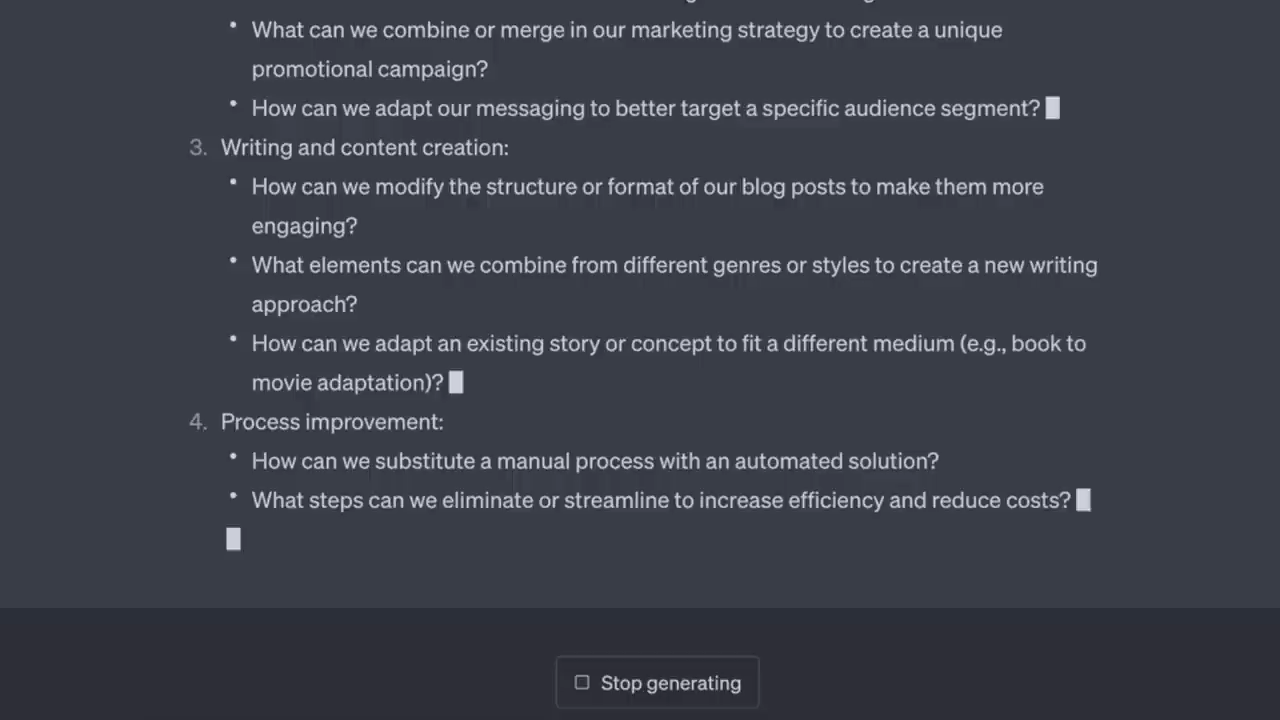 • What can we combine or merge in our marketing strategy to create a unique
promotional campaign?
• How can we adapt our messaging to better target a specific audience segment?
3. Writing and content creation:
• How can we modify the structure or format of our blog posts to make them more
engaging?
• What elements can we combine from different genres or styles to create a new writing
approach?
• How can we adapt an existing story or concept to fit a different medium (e.g., book to
movie adaptation)?
4. Process improvement:
• How can we substitute a manual process with an automated solution?
• What steps can we eliminate or streamline to increase efficiency and reduce costs?
Stop generating